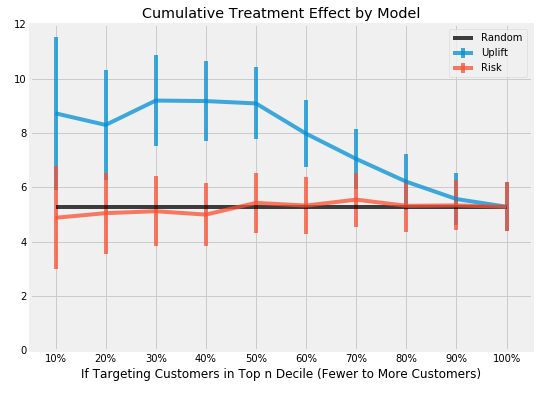 Cumulative Treatment Effect by Model
12
10
8
6
4
2
0
Random
Uplift
Risk
10% 20% 30% 40% 50% 60% 70% 80% 90% 100%
If Targeting Customers in Top n Decile (Fewer to More Customers)